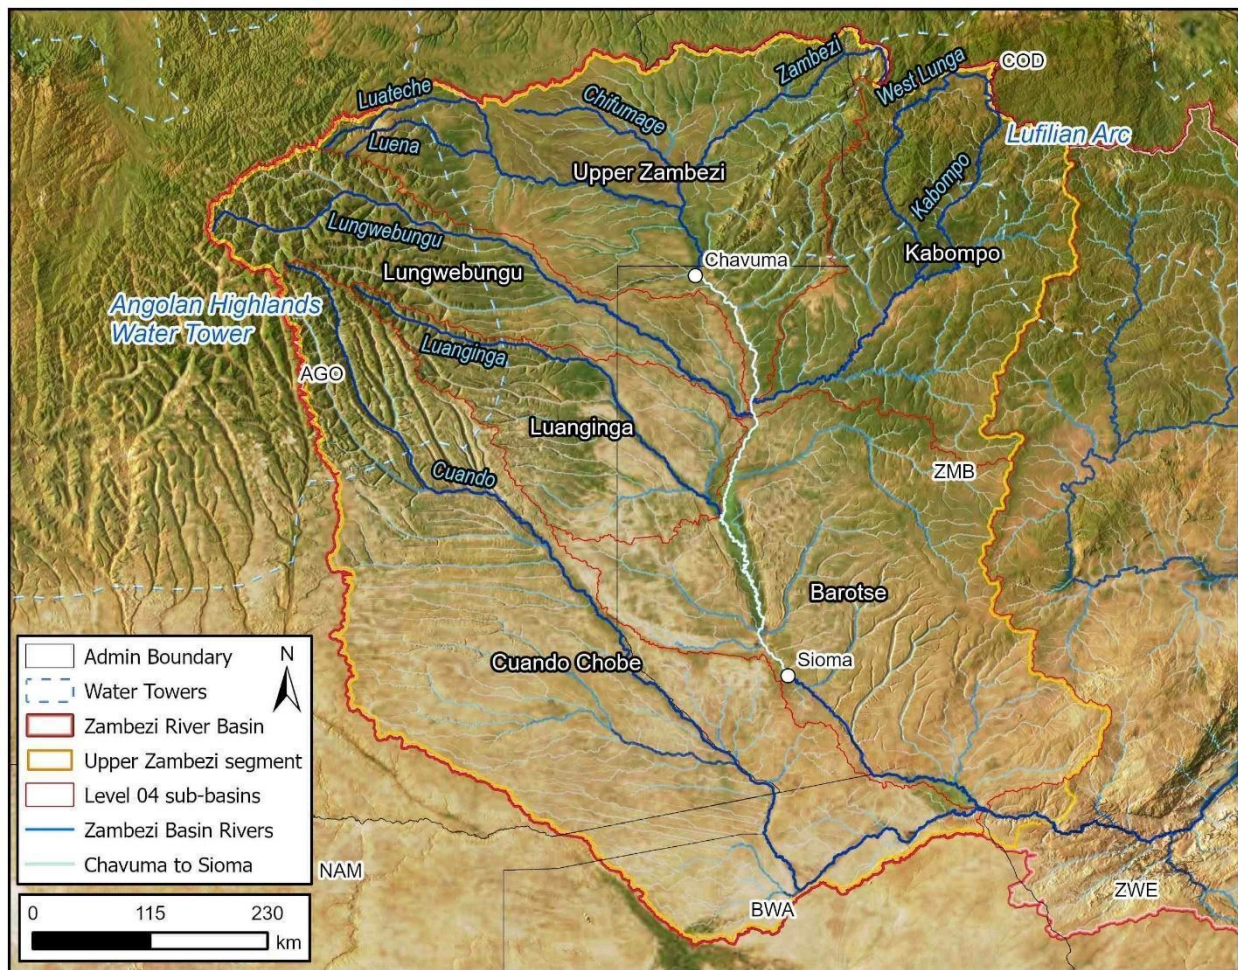 Zambezi
West Lunga
COD
Luateche
Chifumage
Lufilian Arc
Luena
Upper Zambezi
Kabompo
Lungwebungu
Kabompo
Chavuma
Lungwebungu
Angolan Highlands
Water Tower
Luanginga
AGO
Luanginga
Cuando
ZMB
Barotse
Cuando Chobe
Sioma
Admin Boundary
N
Water Towers
Zambezi River Basin
Upper Zambezi segment
Level 04 sub-basins
Zambezi Basin Rivers
Chavuma to Sioma
NAM
ZWE
BWA
0 115 230
km